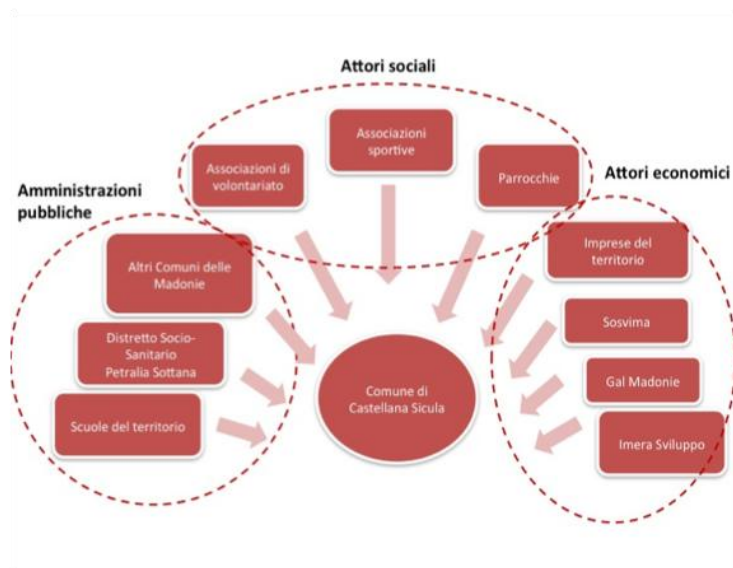 Attori sociali
Associazioni di
volontariato
Associazioni
sportive
Parrocchie
Amministrazioni
pubbliche
Altri Comuni delle
Madonie
Distretto Socio-
Sanitario
Petralia Sottana
Scuole del territorio
Attori economici
Imprese del
territorio
Sosvima
Gal Madonie
Imera Sviluppo
Comune di
Castellana Sicula